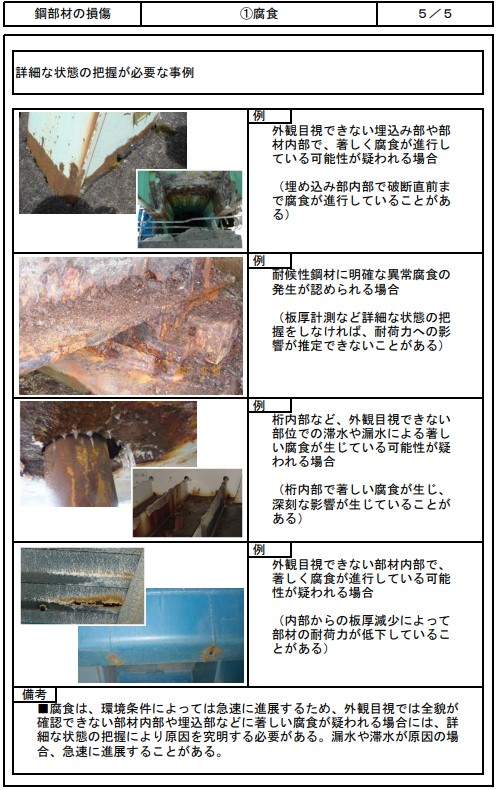 鋼部材の損傷
①腐食
５／５
詳細な状態の把握が必要な事例
例
外観目視できない埋込み部や部
材内部で、著しく腐食が進行し
ている可能性が疑われる場合
（埋め込み部内部で破断直前ま
で腐食が進行していることがあ
る）
例
耐候性鋼材に明確な異常腐食の
発生が認められる場合
（板厚計測など詳細な状態の把
握をしなければ、耐荷力への影
響が推定できないことがある）
例
桁内部など、外観目視できない
部位での滞水や漏水による著し
い腐食が生じている可能性が疑
われる場合
（桁内部で著しい腐食が生じ、
深刻な影響が生じていることが
ある）
例
外観目視できない部材内部で、
著しく腐食が進行している可能
性が疑われる場合
（内部からの板厚減少によって
部材の耐荷力が低下しているこ
とがある）
備考
■腐食は、環境条件によっては急速に進展するため、外観目視では全貌が
確認できない部材内部や埋込部などに著しい腐食が疑われる場合には、詳
細な状態の把握により原因を究明する必要がある。漏水や滞水が原因の場
合、急速に進展することがある。